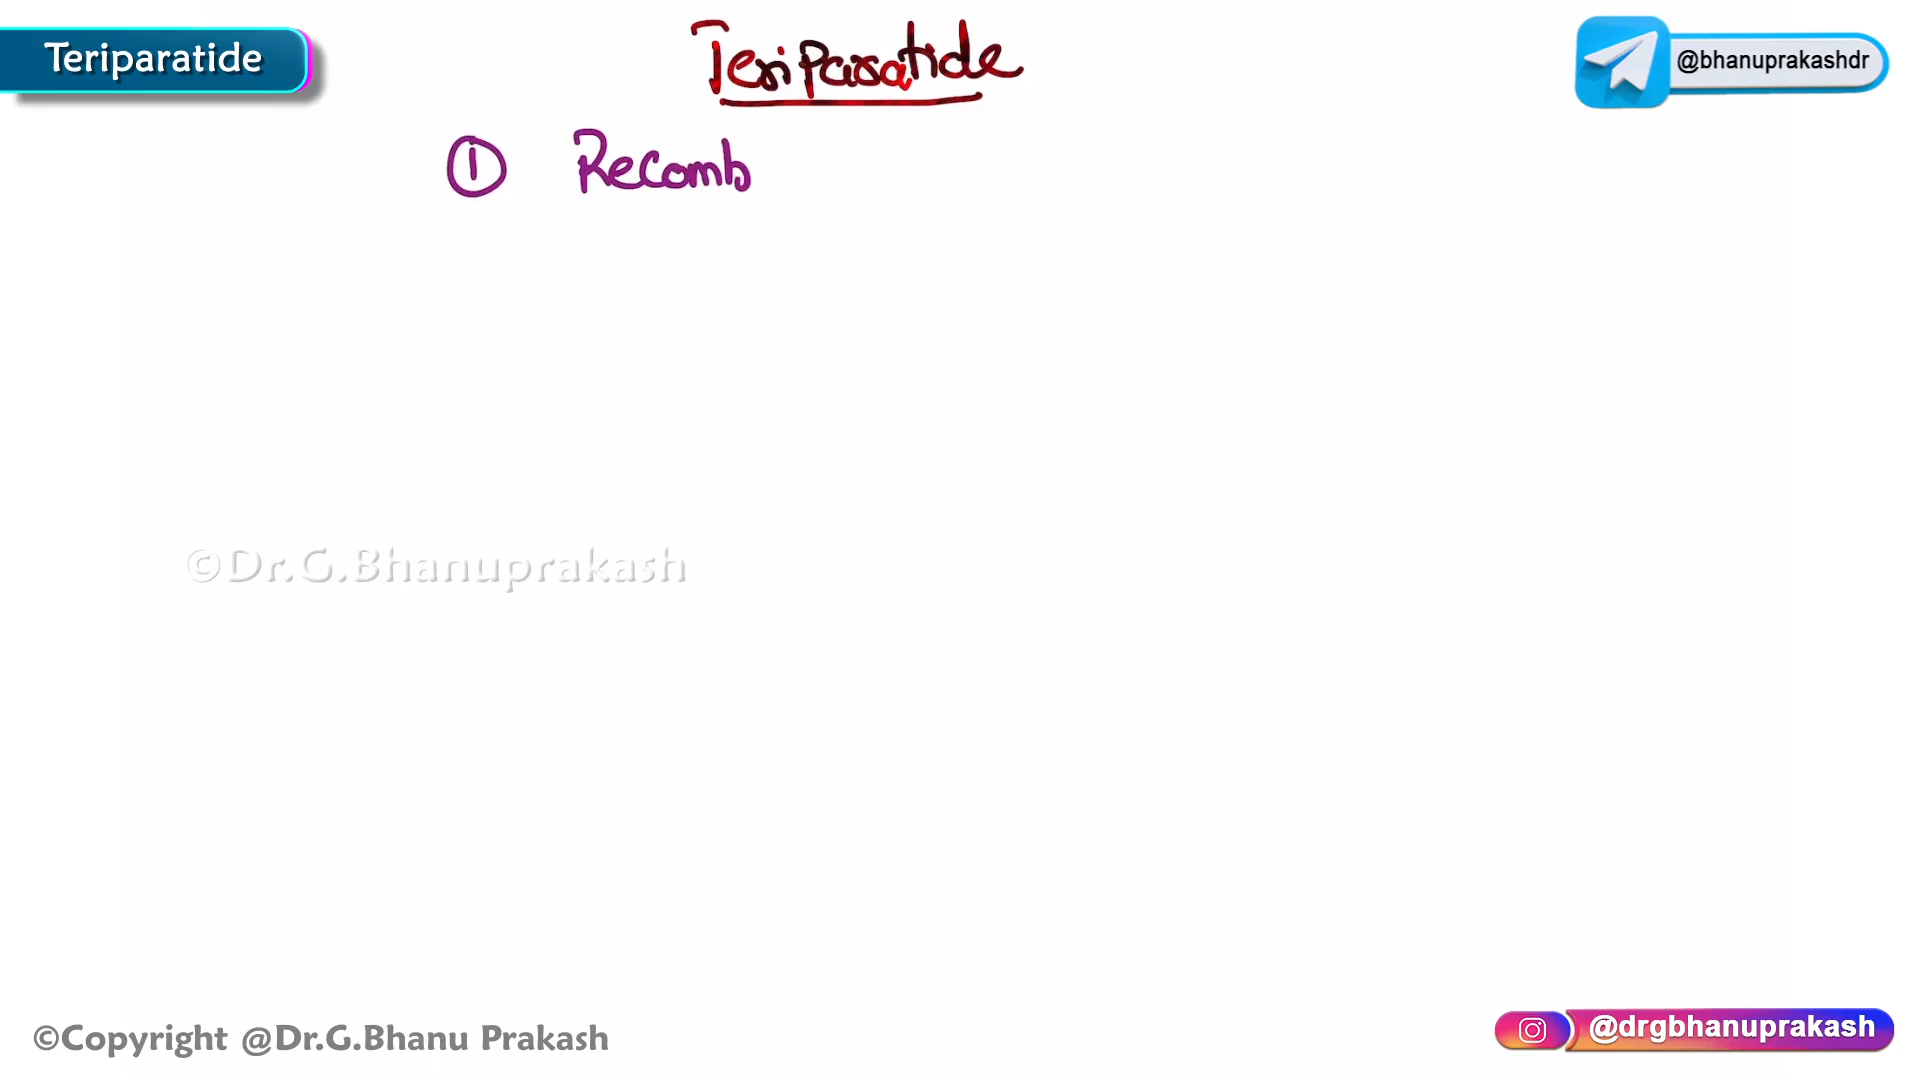 Teriparatide
Teriparatide
@bhanuprakashdr
① Recomb
©Dr.G.Bhanuprakash
©Copyright @Dr.G.Bhanu Prakash
@drgbhanuprakash